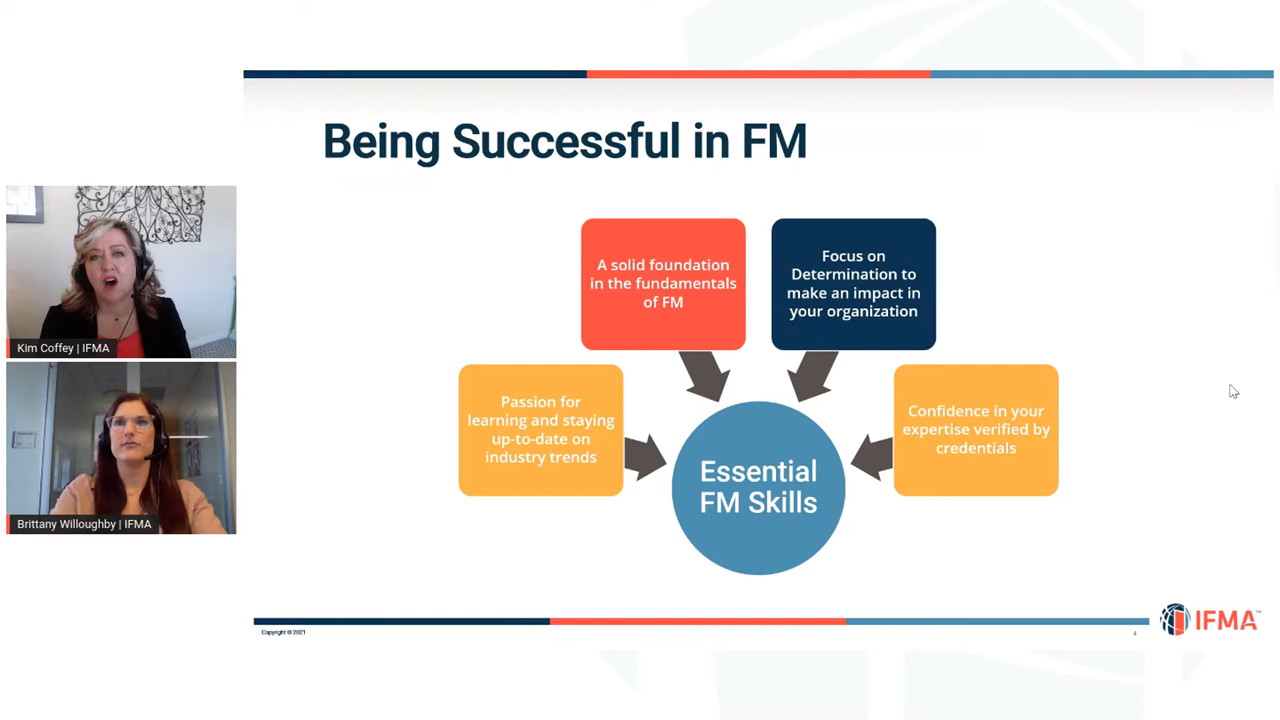 Being Successful in FM
A solid foundation
in the fundamentals
of FM
Focus on
Determination to
make an impact in
your organization
Passion for
learning and staying
up-to-date on
industry trends
Confidence in your
expertise verified by
credentials
Essential
FM Skills
Kim Coffey | IFMA
Brittany Willoughby | IFMA
Copyright © 2021
4
IFMA™